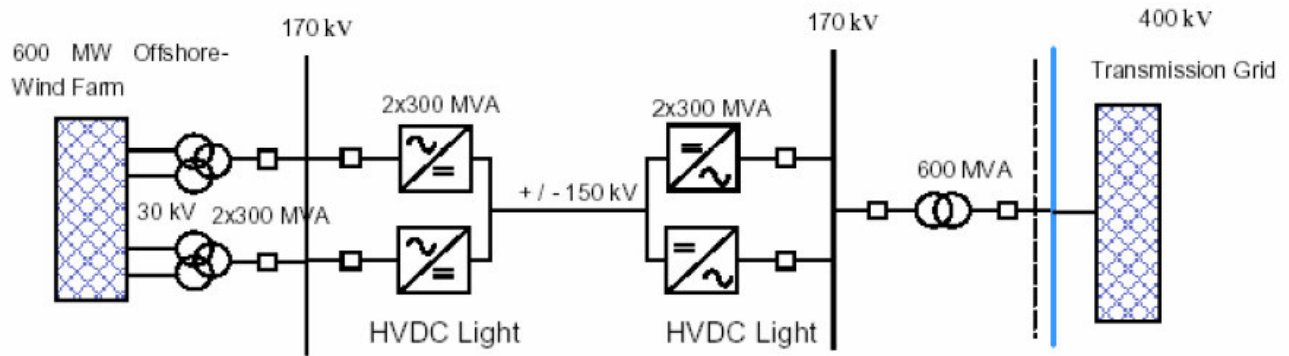 170 kV
170 kV
400 kV
600 MW Offshore-
Wind Farm
Transmission Grid
2x300 MVA
2x300 MVA
600 MVA
+ / - 150 kV
30 kV
2x300 MVA
HVDC Light
HVDC Light